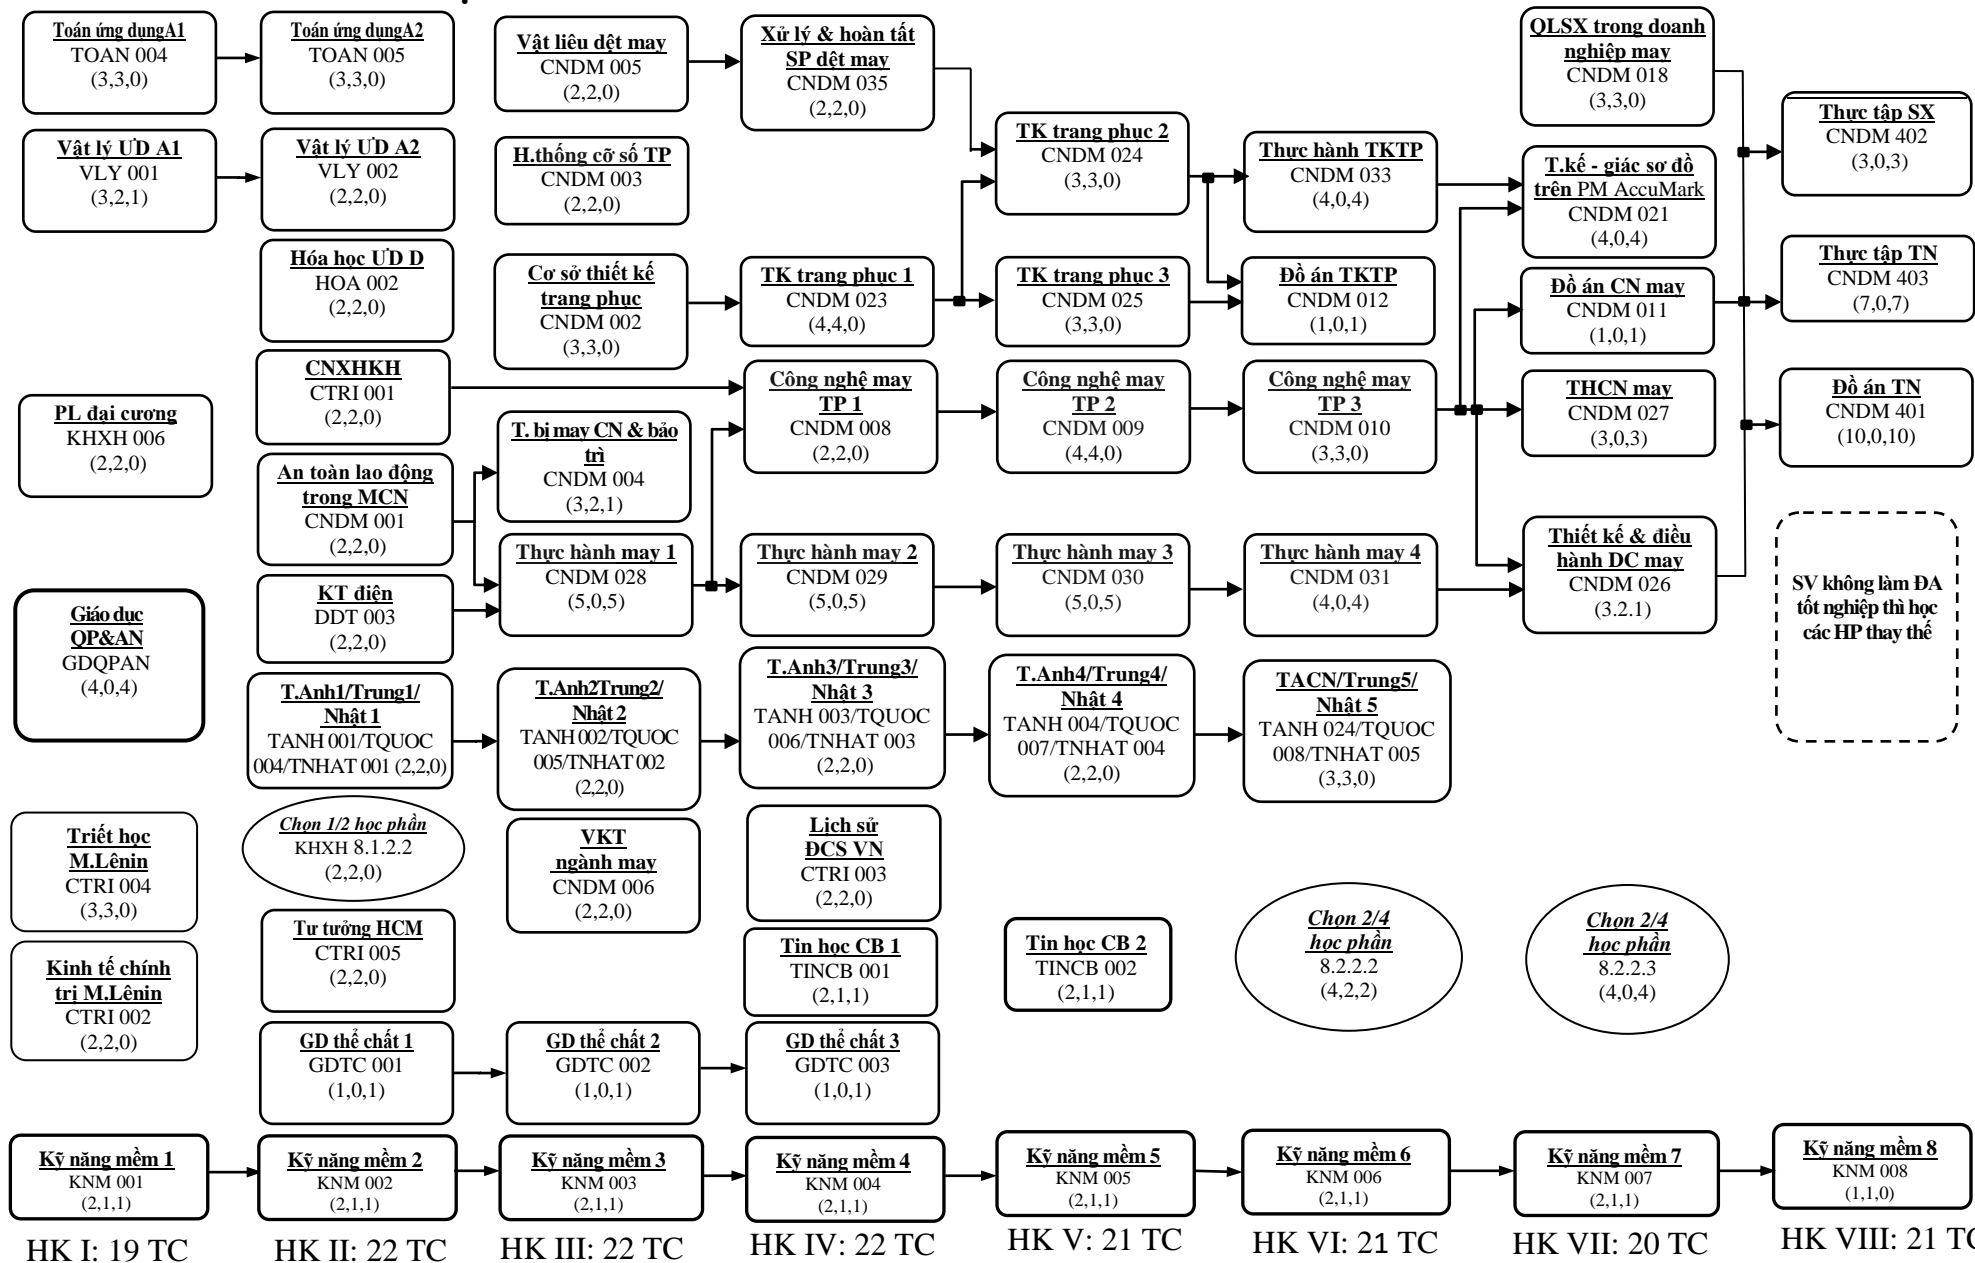 Toán ứng dụngA1
TOAN 004
(3,3,0)
Vật lý ƯD A1
VLY 001
(3,2,1)
PL đại cương
KHXH 006
(2,2,0)
Giáo dục
QP&AN
GDQPAN
(4,0,4)
Triết học
M.Lênin
CTRI 004
(3,3,0)
Kinh tế chính
trị M.Lênin
CTRI 002
(2,2,0)
Kỹ năng mềm 1
KNM 001
(2,1,1)
HK I: 19 TC
Toán ứng dụngA2
TOAN 005
(3,3,0)
Vật lý ƯD A2
VLY 002
(2,2,0)
Hóa học ƯD D
HOA 002
(2,2,0)
CNXHKH
CTRI 001
(2,2,0)
An toàn lao động
trong MCN
CNDM 001
(2,2,0)
KT điện
DDT 003
(2,2,0)
T.Anh1/Trung1/
Nhật 1
TANH 001/TQUOC
004/TNHAT 001 (2,2,0)
Chọn 1/2 học phần
KHXH 8.1.2.2
(2,2,0)
Tư tưởng HCM
CTRI 005
(2,2,0)
GD thể chất 1
GDTC 001
(1,0,1)
Kỹ năng mềm 2
KNM 002
(2,1,1)
HK II: 22 TC
Vật liêu dệt may
CNDM 005
(2,2,0)
H.thống cỡ số TP
CNDM 003
(2,2,0)
Cơ sở thiết kế
trang phục
CNDM 002
(3,3,0)
T. bị may CN & bảo
trì
CNDM 004
(3,2,1)
Thực hành may 1
CNDM 028
(5,0,5)
T.Anh2Trung2/
Nhật 2
TANH 002/TQUOC
005/TNHAT 002
(2,2,0)
VKT
ngành may
CNDM 006
(2,2,0)
GD thể chất 2
GDTC 002
(1,0,1)
Kỹ năng mềm 3
KNM 003
(2,1,1)
HK III: 22 TC
Xử lý & hoàn tất
SP dệt may
CNDM 035
(2,2,0)
TK trang phục 1
CNDM 023
(4,4,0)
Công nghệ may
TP 1
CNDM 008
(2,2,0)
Thực hành may 2
CNDM 029
(5,0,5)
T.Anh3/Trung3/
Nhật 3
TANH 003/TQUOC
006/TNHAT 003
(2,2,0)
Lịch sử
ĐCS VN
CTRI 003
(2,2,0)
Tin học CB 1
TINCB 001
(2,1,1)
GD thể chất 3
GDTC 003
(1,0,1)
Kỹ năng mềm 4
KNM 004
(2,1,1)
HK IV: 22 TC
TK trang phục 2
CNDM 024
(3,3,0)
TK trang phục 3
CNDM 025
(3,3,0)
Công nghệ may
TP 2
CNDM 009
(4,4,0)
Thực hành may 3
CNDM 030
(5,0,5)
T.Anh4/Trung4/
Nhật 4
TANH 004/TQUOC
007/TNHAT 004
(2,2,0)
Tin học CB 2
TINCB 002
(2,1,1)
Kỹ năng mềm 5
KNM 005
(2,1,1)
HK V: 21 TC
Thực hành TKTP
CNDM 033
(4,0,4)
Đồ án TKTP
CNDM 012
(1,0,1)
Công nghệ may
TP 3
CNDM 010
(3,3,0)
Thực hành may 4
CNDM 031
(4,0,4)
TACN/Trung5/
Nhật 5
TANH 024/TQUOC
008/TNHAT 005
(3,3,0)
Chọn 2/4
học phần
8.2.2.2
(4,2,2)
Kỹ năng mềm 6
KNM 006
(2,1,1)
HK VI: 21 TC
QLSX trong doanh
nghiệp may
CNDM 018
(3,3,0)
T.kế - giác sơ đồ
trên PM AccuMark
CNDM 021
(4,0,4)
Đồ án CN may
CNDM 011
(1,0,1)
THCN may
CNDM 027
(3,0,3)
Thiết kế & điều
hành DC may
CNDM 026
(3.2.1)
Chọn 2/4
học phần
8.2.2.3
(4,0,4)
Kỹ năng mềm 7
KNM 007
(2,1,1)
HK VII: 20 TC
Thực tập SX
CNDM 402
(3,0,3)
Thực tập TN
CNDM 403
(7,0,7)
Đồ án TN
CNDM 401
(10,0,10)
SV không làm ĐA
tốt nghiệp thì học
các HP thay thế
Kỹ năng mềm 8
KNM 008
(1,1,0)
HK VIII: 21 TC